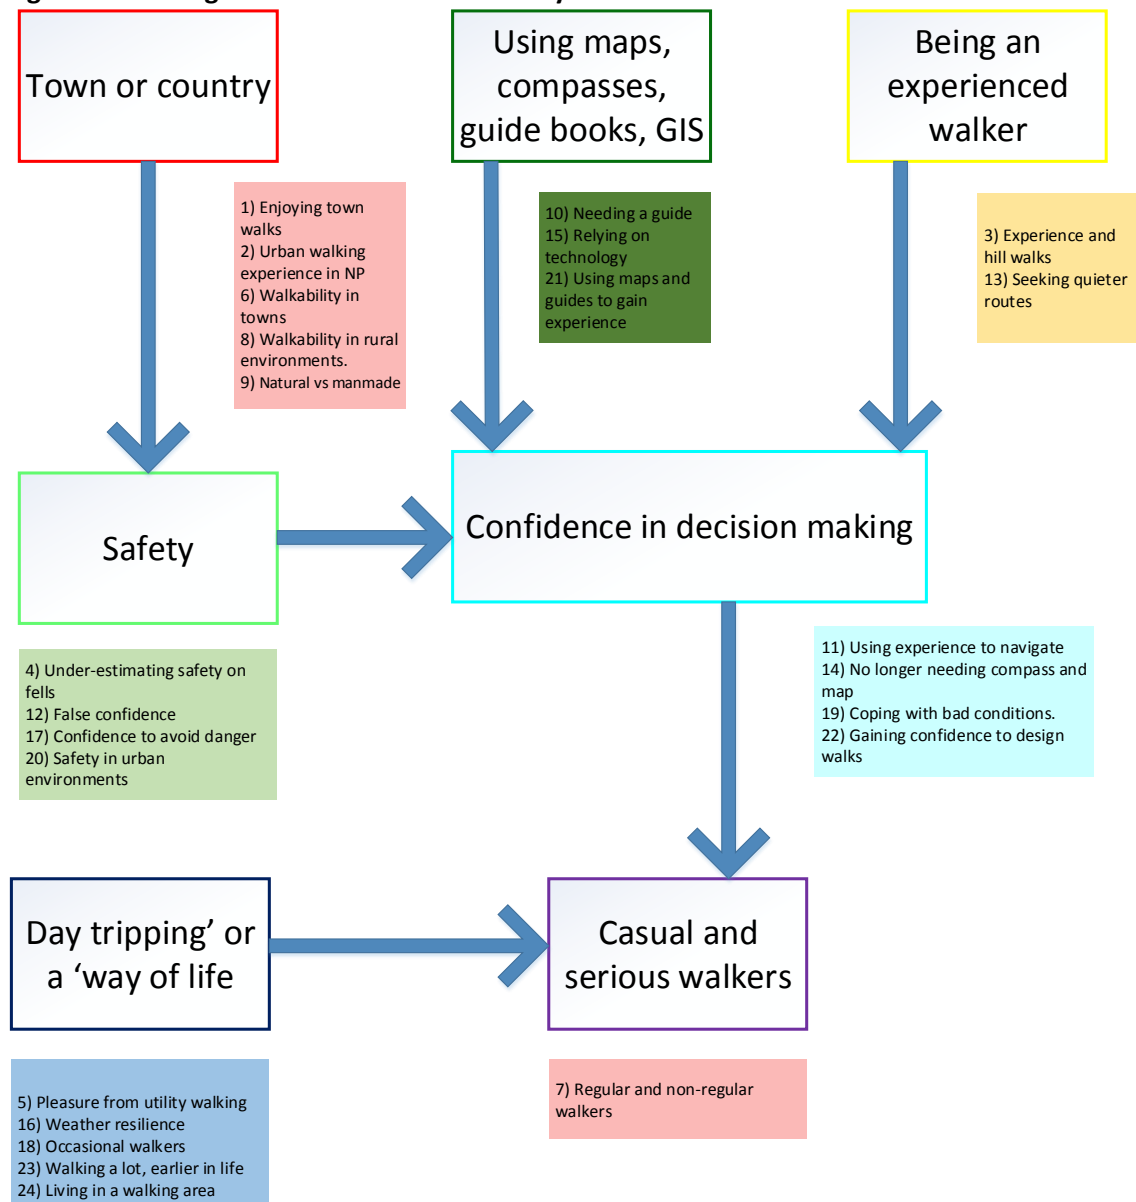 Town or country
Using maps,
compasses,
guide books, GIS
Being an
experienced
walker
1) Enjoying town
walks
2) Urban walking
experience in NP
6) Walkability in
towns
8) Walkability in rural
environments.
9) Natural vs manmade
10) Needing a guide
15) Relying on
technology
21) Using maps and
guides to gain
experience
3) Experience and
hill walks
13) Seeking quieter
routes
Safety
Confidence in decision making
4) Under-estimating safety on
fells
12) False confidence
17) Confidence to avoid danger
20) Safety in urban
environments
11) Using experience to navigate
14) No longer needing compass and
map
19) Coping with bad conditions.
22) Gaining confidence to design
walks
Day tripping’ or
a ‘way of life
Casual and
serious walkers
5) Pleasure from utility walking
16) Weather resilience
18) Occasional walkers
23) Walking a lot, earlier in life
24) Living in a walking area
7) Regular and non-regular
walkers